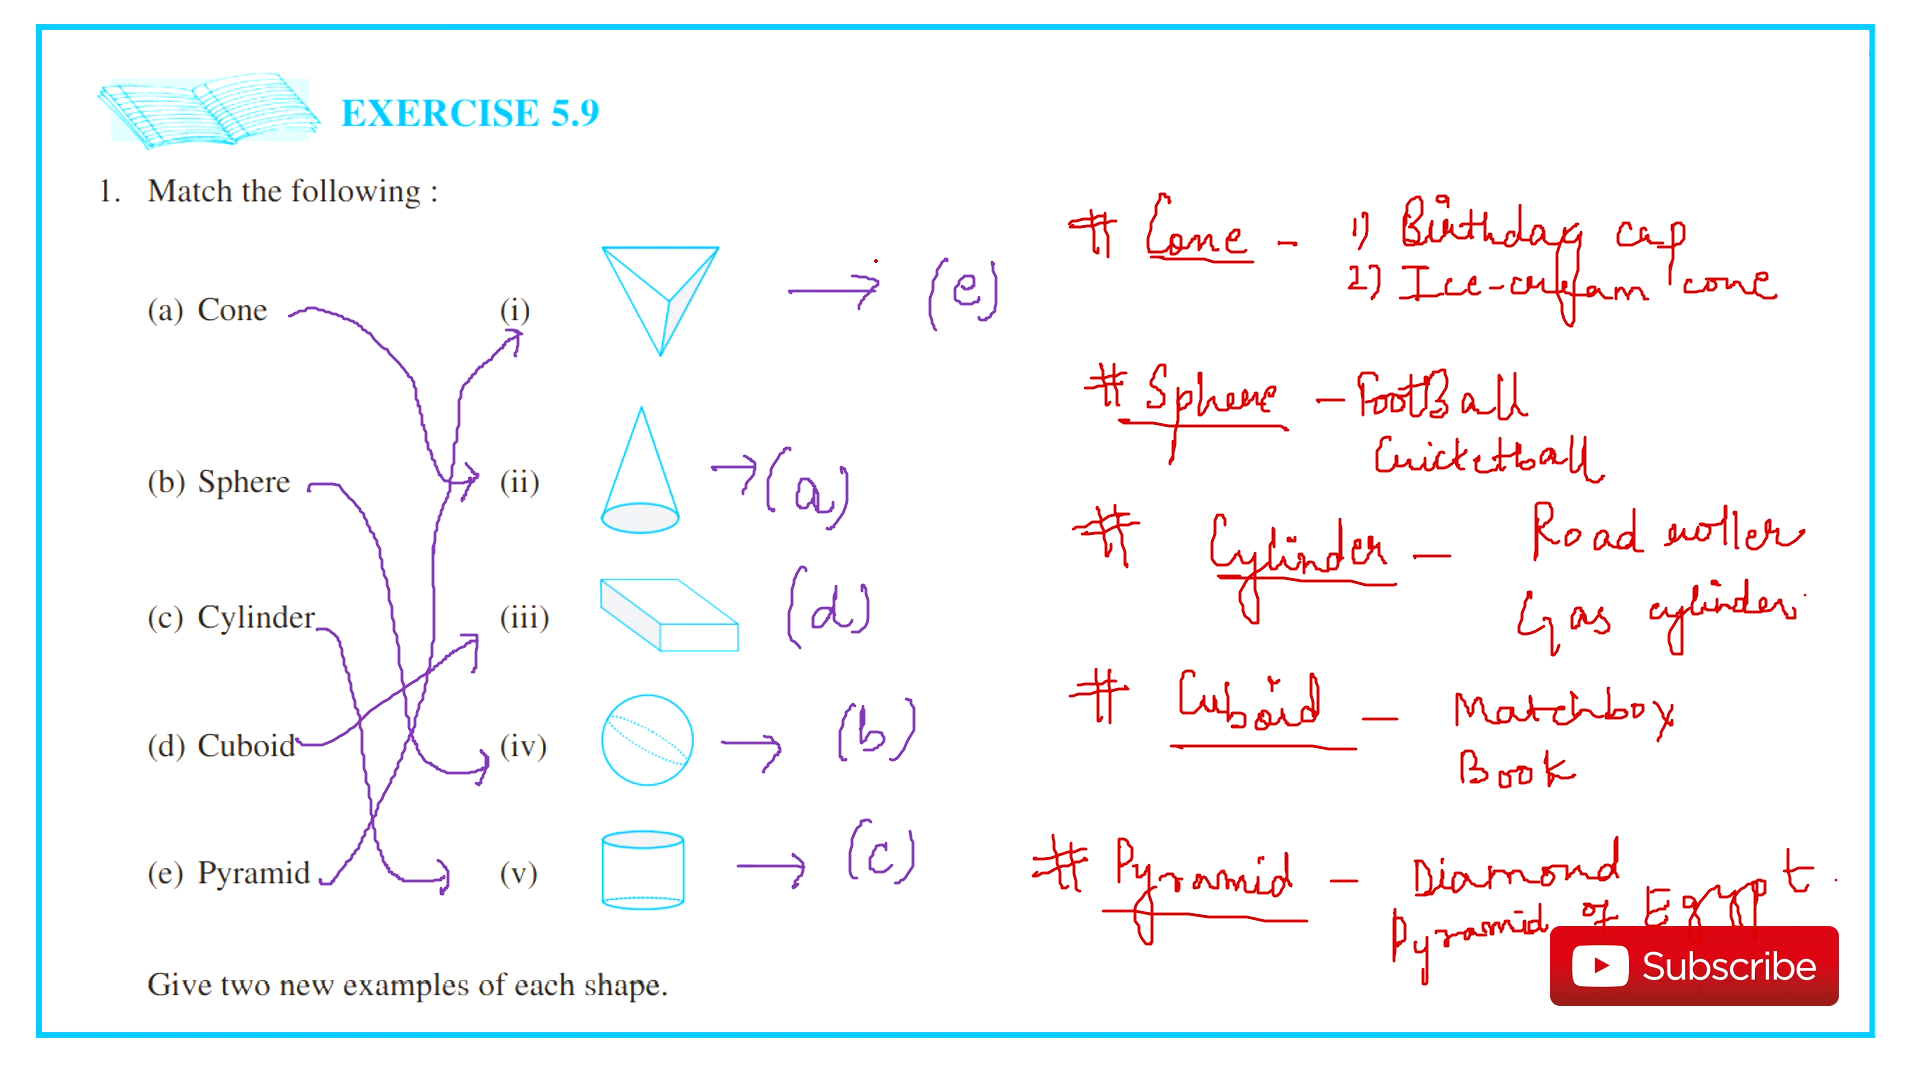 EXERCISE 5.9
1. Match the following :
(a) Cone
(i)
(e)
(b) Sphere
(ii)
(a)
(c) Cylinder
(iii)
(d)
(d) Cuboid
(iv)
(b)
(e) Pyramid
(v)
(c)
Give two new examples of each shape.
# Cone - 1) Birthday cap
2) Ice-cream cone
# Sphere - FootBall
Cricketball
# Cylinder - Road roller
Gas cylinder
# Cuboid - Matchbox
Book
# Pyramid - Diamond
Pyramid of Egypt
Subscribe